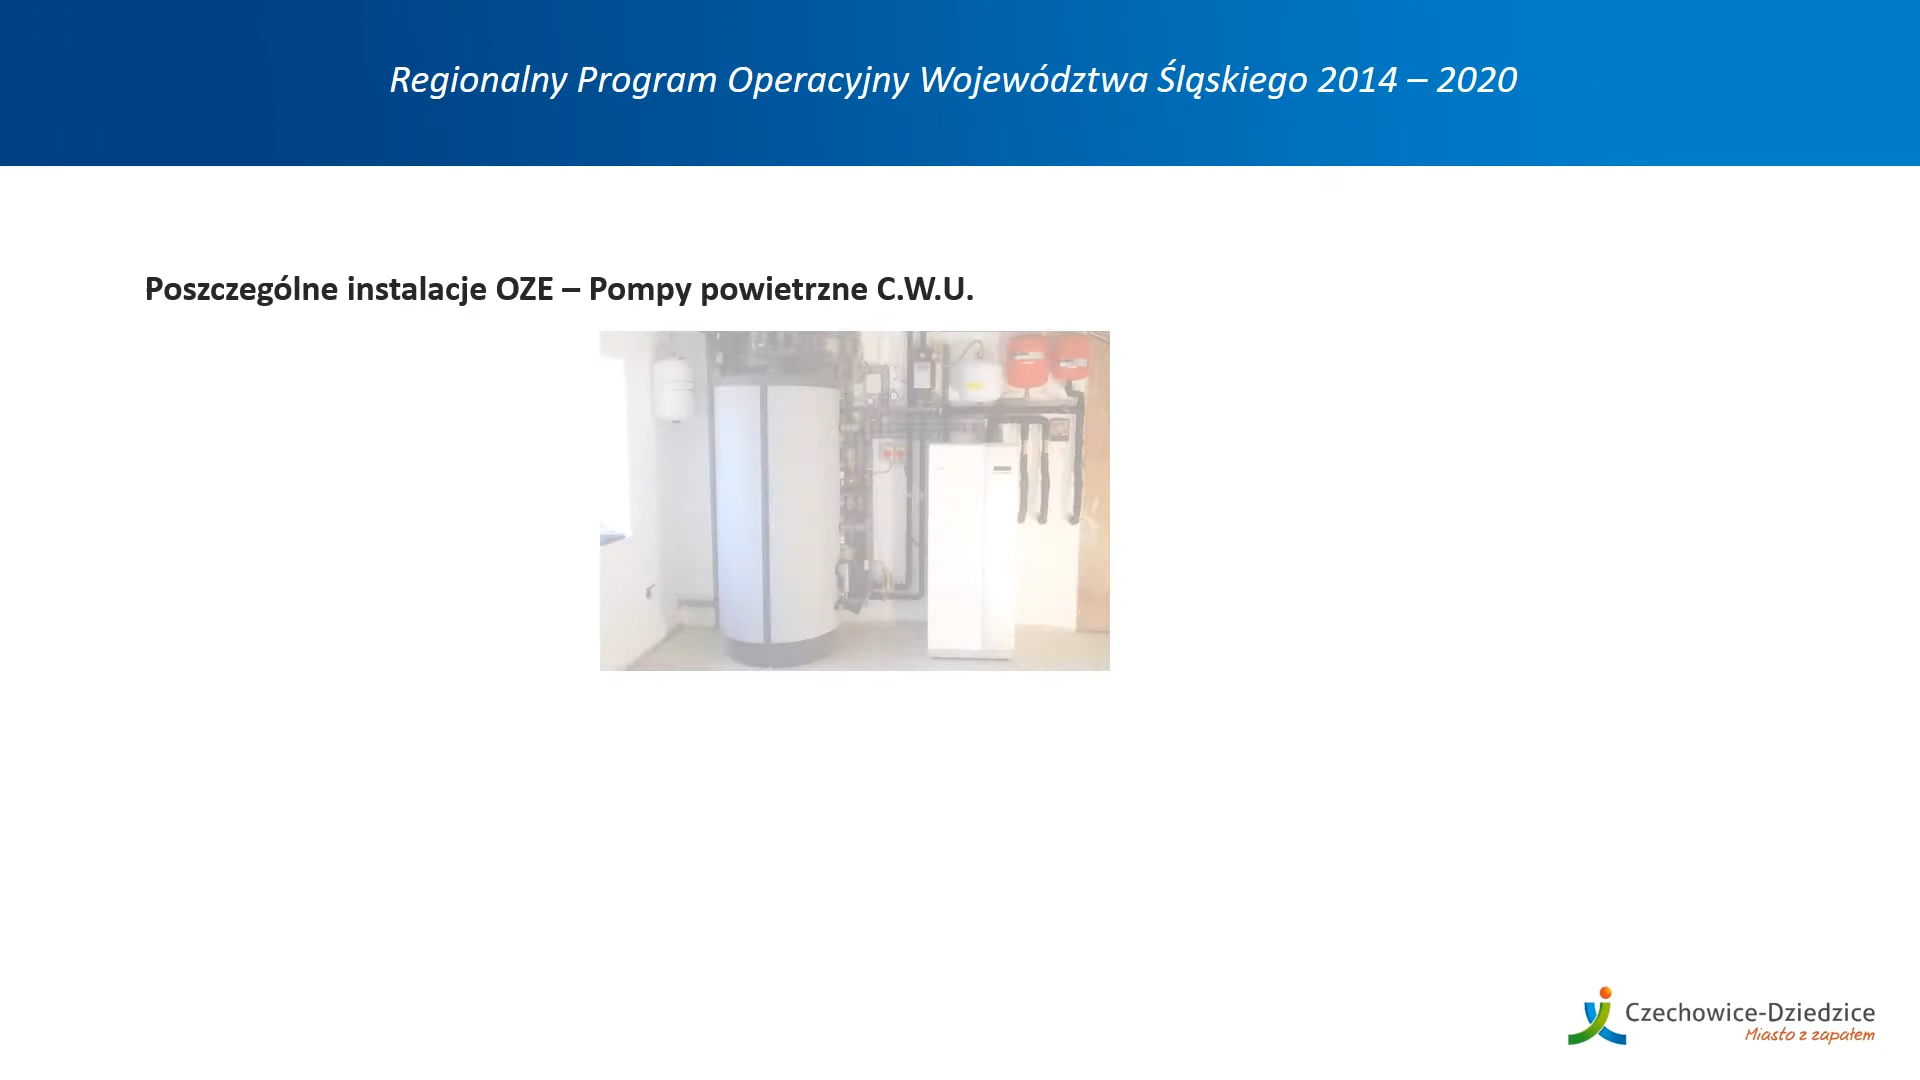 Regionalny Program Operacyjny Województwa Śląskiego 2014 – 2020
Poszczególne instalacje OZE – Pompy powietrzne C.W.U.
Czechowice-Dziedzice
Miasto z zapałem